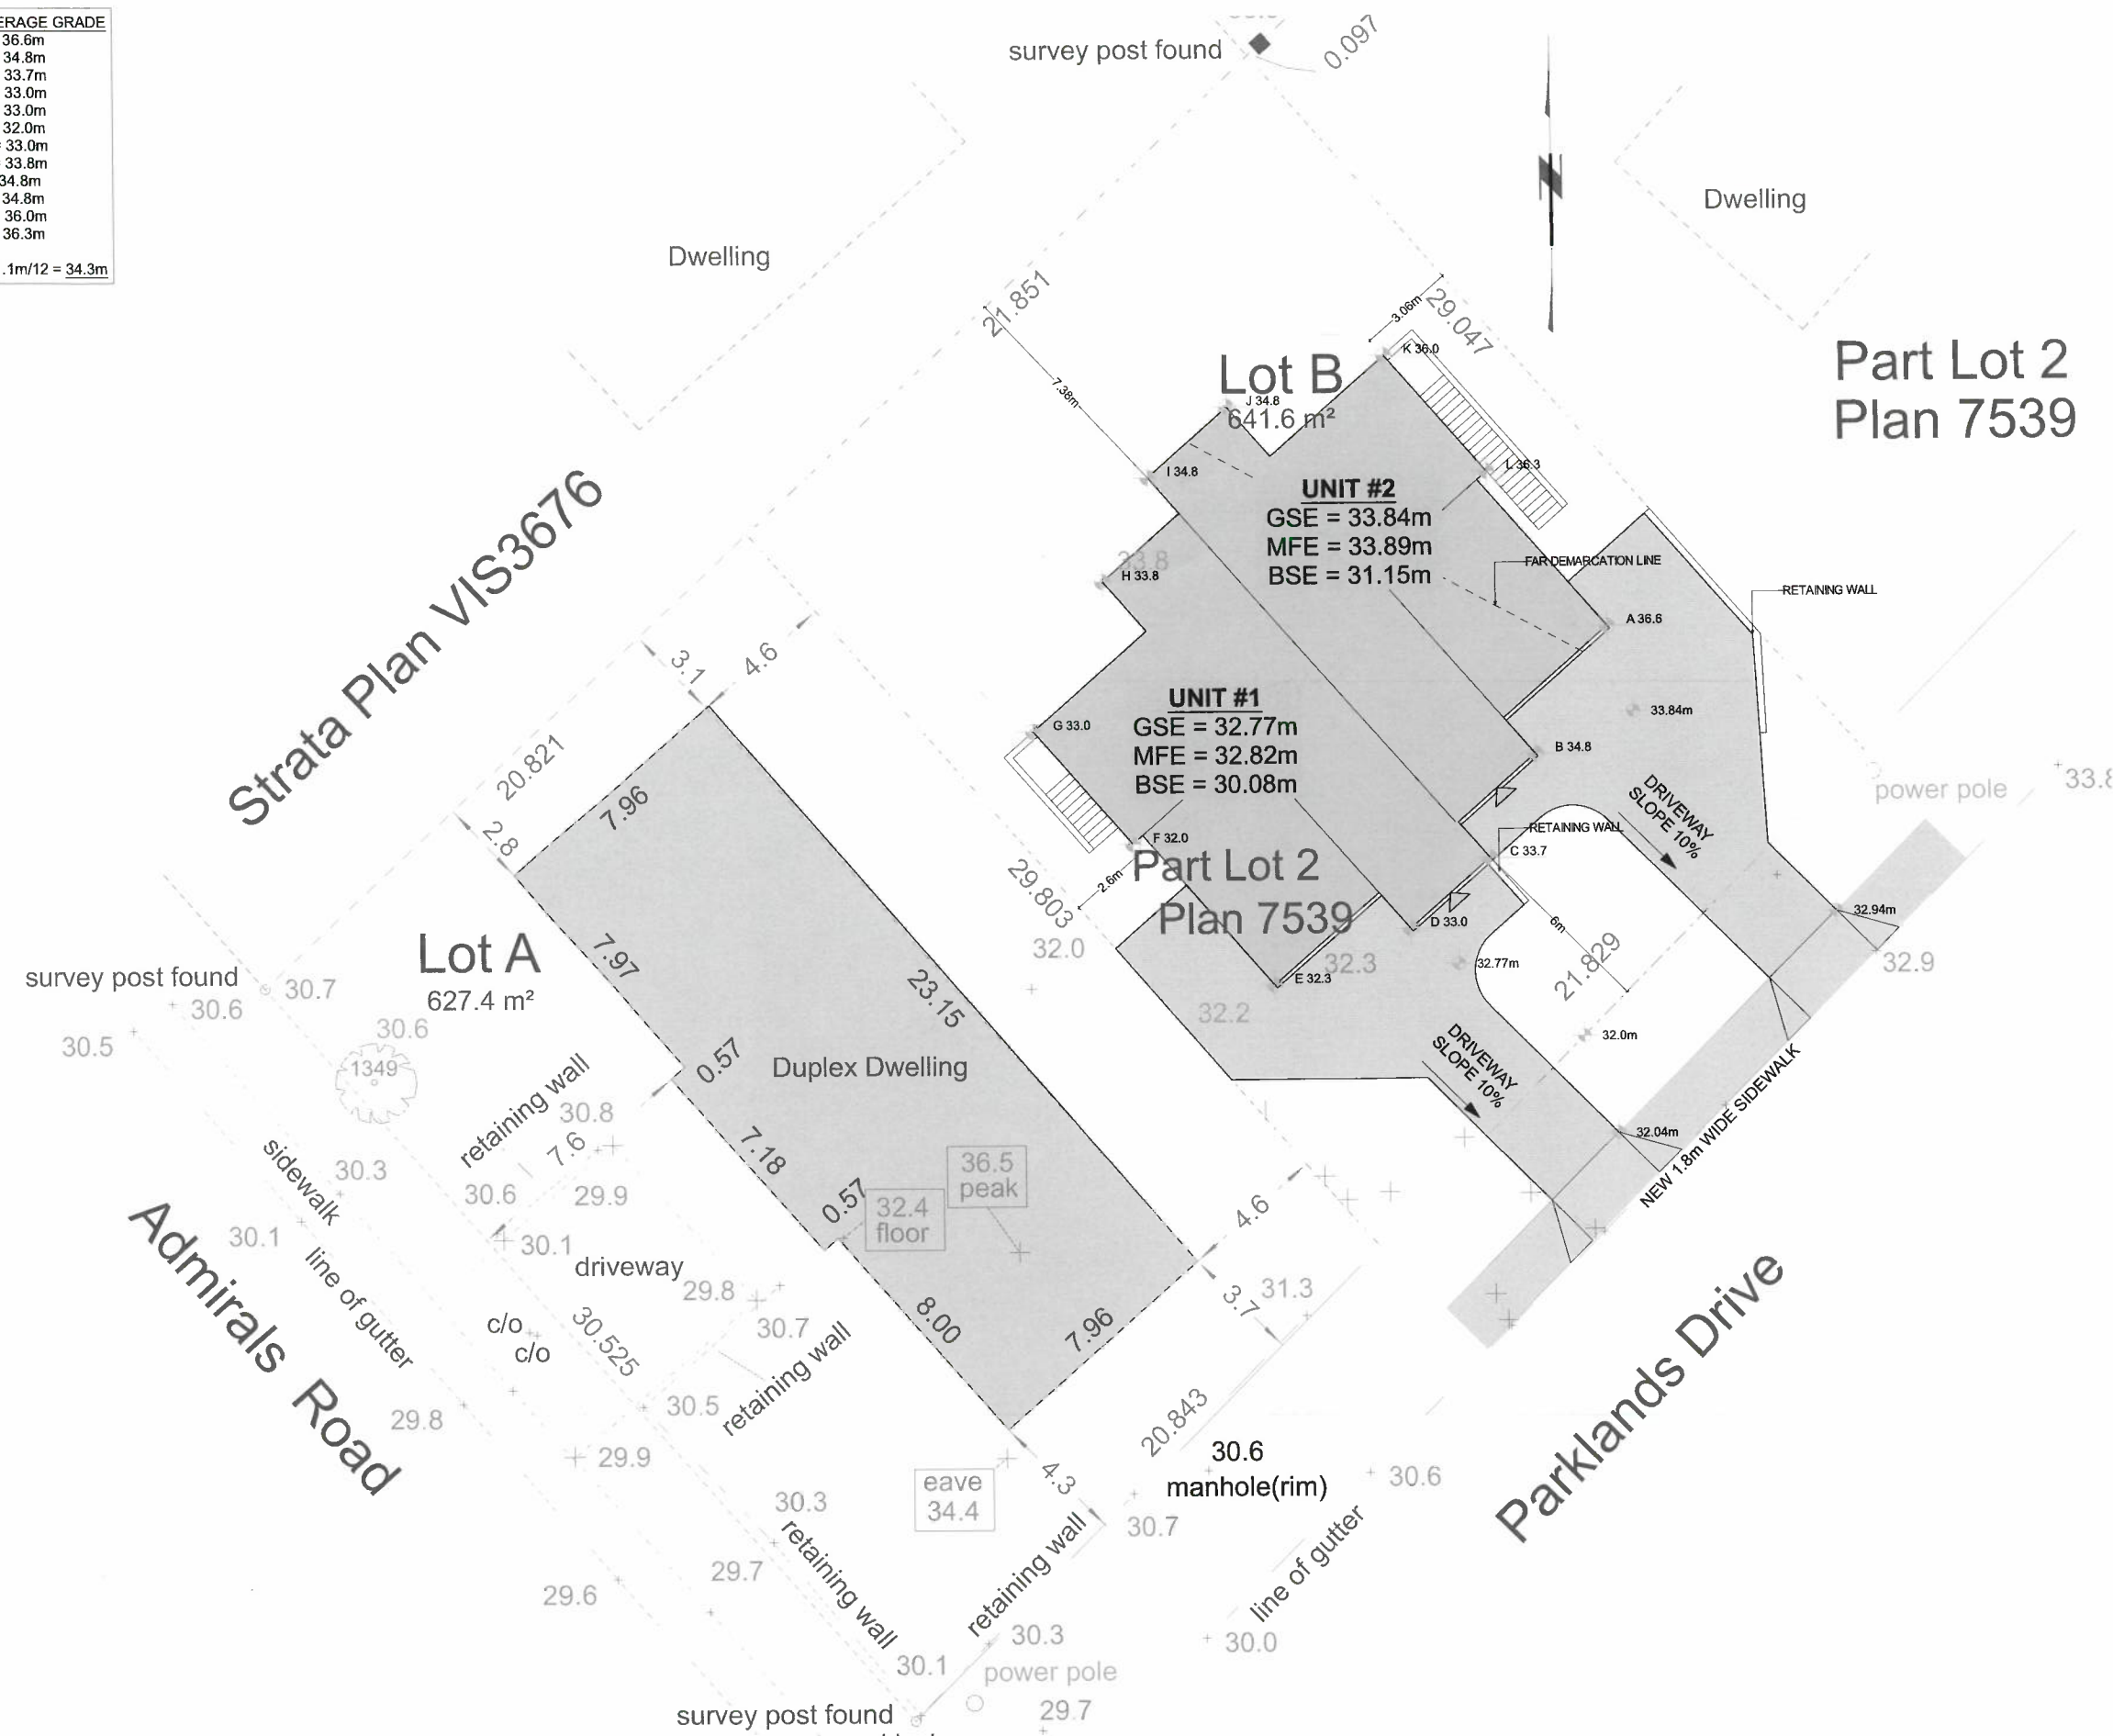 ERAGE GRADE
36.6m
34.8m
33.7m
33.0m
33.0m
32.0m
33.0m
33.8m
34.8m
34.8m
36.0m
36.3m
.1m/12 = 34.3m
survey post found
0.097
N
Dwelling
Dwelling
21.851
3.06m
29.047
7.38m
K 36.0
Part Lot 2
Plan 7539
Lot B
J 34.8
641.6 m²
I 34.8
L 36.3
UNIT #2
GSE = 33.84m
MFE = 33.89m
BSE = 31.15m
33.8
H 33.8
FAR DEMARCATION LINE
RETAINING WALL
A 36.6
Strata Plan VIS3676
3.1
4.6
UNIT #1
GSE = 32.77m
MFE = 32.82m
BSE = 30.08m
G 33.0
33.84m
B 34.8
20.821
7.96
2.8
DRIVEWAY
SLOPE 10%
power pole
33.8
RETAINING WALL
C 33.7
F 32.0
Part Lot 2
Plan 7539
2.6m
29.803
32.0
D 33.0
6m
32.94m
32.9
21.829
32.77m
32.3
E 32.3
32.2
32.0m
Lot A
627.4 m²
7.97
23.15
survey post found
30.7
30.6
30.5
30.6
1349
0.57
Duplex Dwelling
DRIVEWAY
SLOPE 10%
32.04m
NEW 1.8m WIDE SIDEWALK
retaining wall
30.8
7.6
7.18
sidewalk
30.3
30.6
29.9
36.5
peak
0.57
32.4
floor
4.6
30.1
30.1
driveway
Admirals Road
line of gutter
29.8
31.3
3.7
Parklands Drive
c/o
c/o
30.525
30.7
8.00
7.96
retaining wall
30.5
29.8
20.843
30.6
manhole(rim)
30.6
29.9
4.3
eave
34.4
30.3
30.7
retaining wall
retaining wall
line of gutter
29.7
29.6
30.3
30.0
30.1
power pole
29.7
survey post found